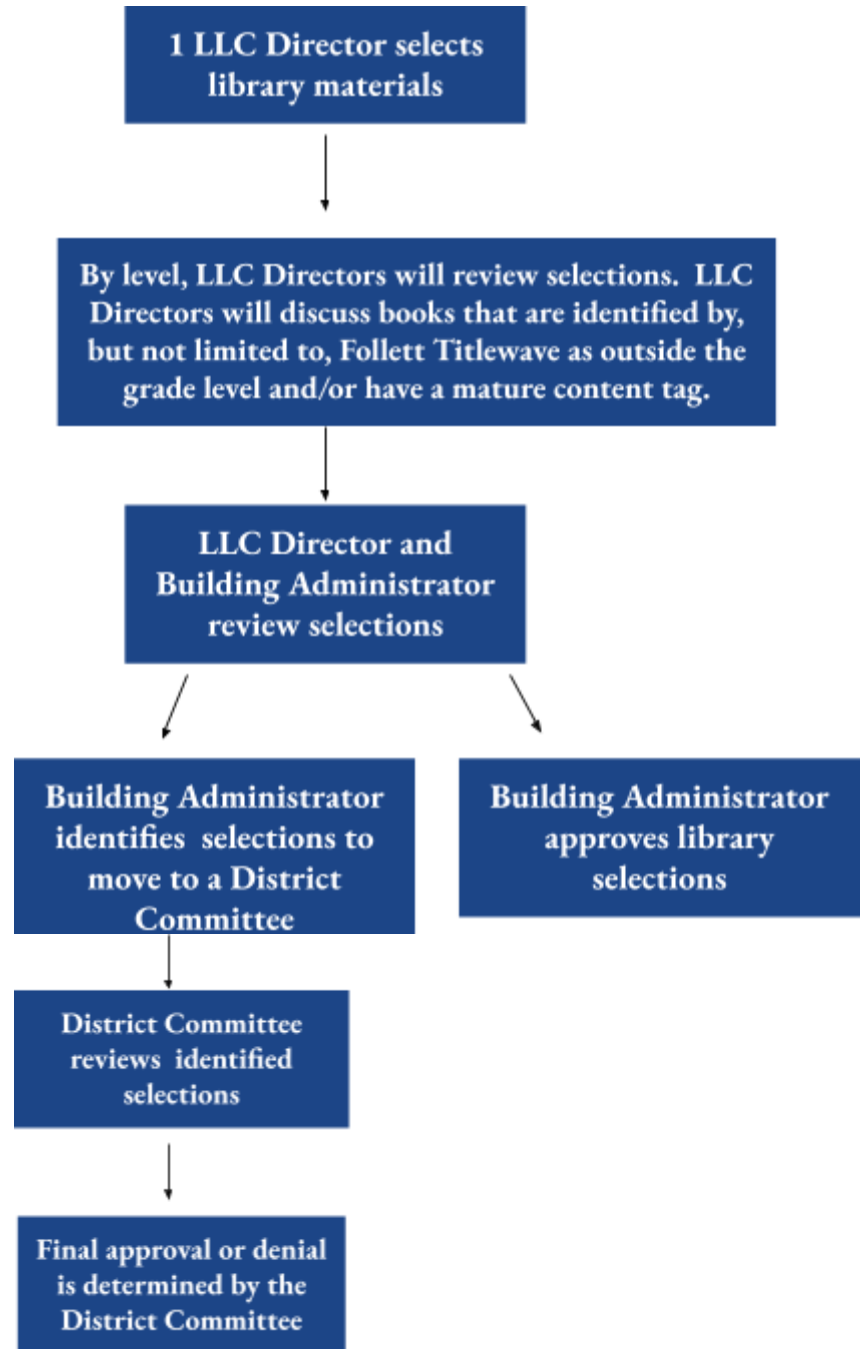 1 LLC Director selects
library materials
By level, LLC Directors will review selections. LLC
Directors will discuss books that are identified by,
but not limited to, Follett Titlewave as outside the
grade level and/or have a mature content tag.
LLC Director and
Building Administrator
review selections
Building Administrator
identifies selections to
move to a District
Committee
Building Administrator
approves library
selections
District Committee
reviews identified
selections
Final approval or denial
is determined by the
District Committee